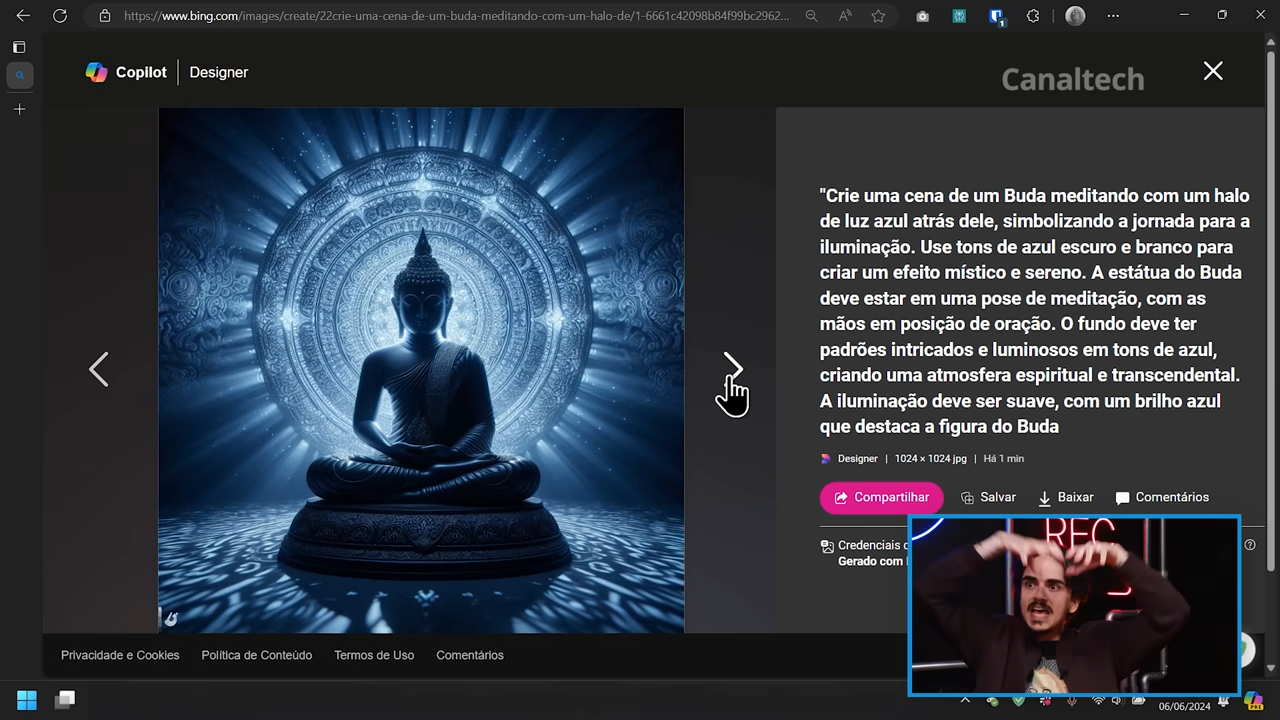 https://www.bing.com/images/create/22crie-uma-cena-de-um-buda-meditando-com-um-halo-de/1-6661c42098b84f99bc2962...
Copilot | Designer
Canaltech
"Crie uma cena de um Buda meditando com um halo
de luz azul atrás dele, simbolizando a jornada para a
iluminação. Use tons de azul escuro e branco para
criar um efeito místico e sereno. A estátua do Buda
deve estar em uma pose de meditação, com as
mãos em posição de oração. O fundo deve ter
padrões intricados e luminosos em tons de azul,
criando uma atmosfera espiritual e transcendental.
A iluminação deve ser suave, com um brilho azul
que destaca a figura do Buda
Designer | 1024 × 1024 jpg | Há 1 min
Compartilhar Salvar Baixar Comentários
Credenciais
Gerado com
REC
Privacidade e Cookies Política de Conteúdo Termos de Uso Comentários
06/06/2024